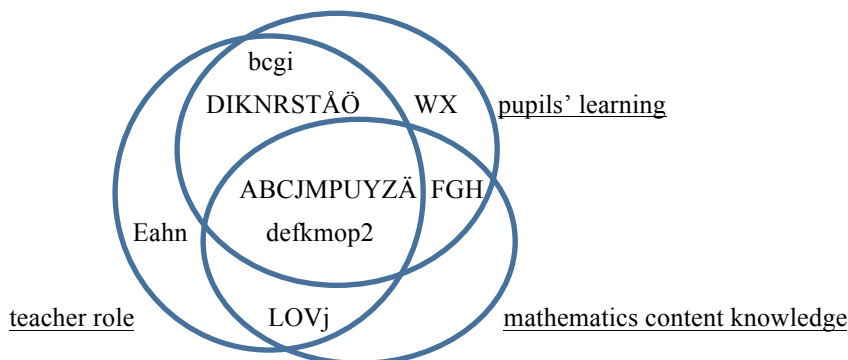 bcgi
DIKNRSTÅÖ WX pupils’ learning
ABCJMPUYZÄ FGH
Eahn defkmop2
teacher role LOVj mathematics content knowledge